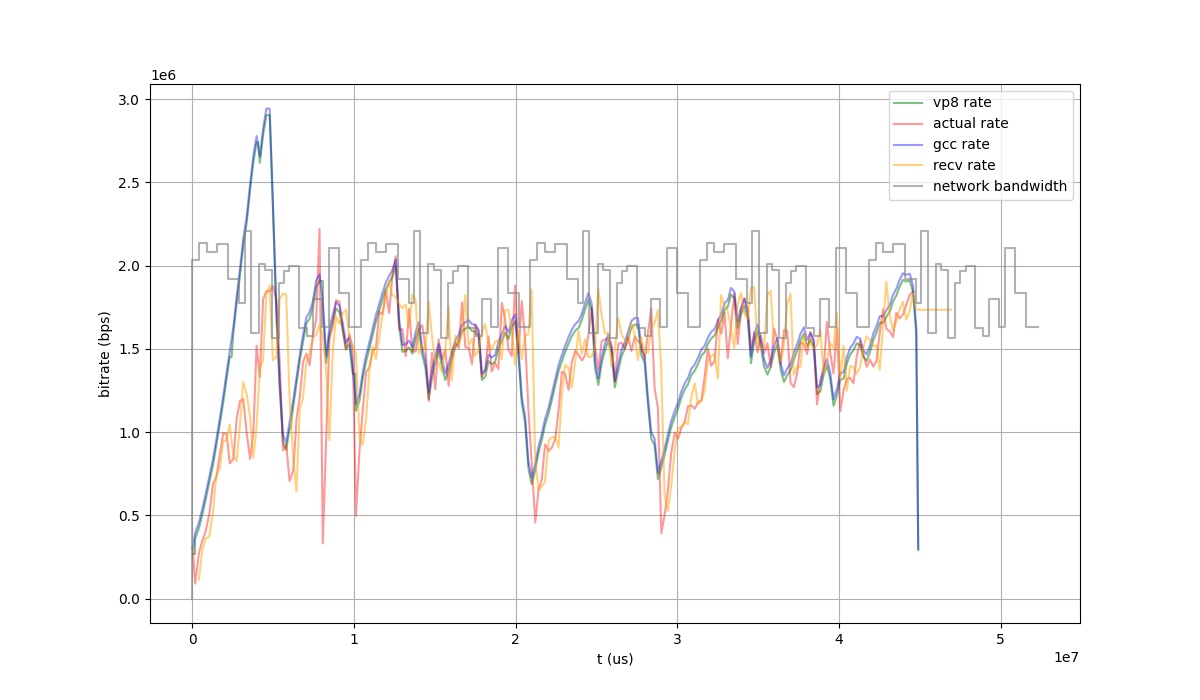 1e6
3.0
2.5
2.0
1.5
1.0
0.5
0.0
bitrate (bps)
vp8 rate
actual rate
gcc rate
recv rate
network bandwidth
0 1 2 3 4 5
t (us)
1e7